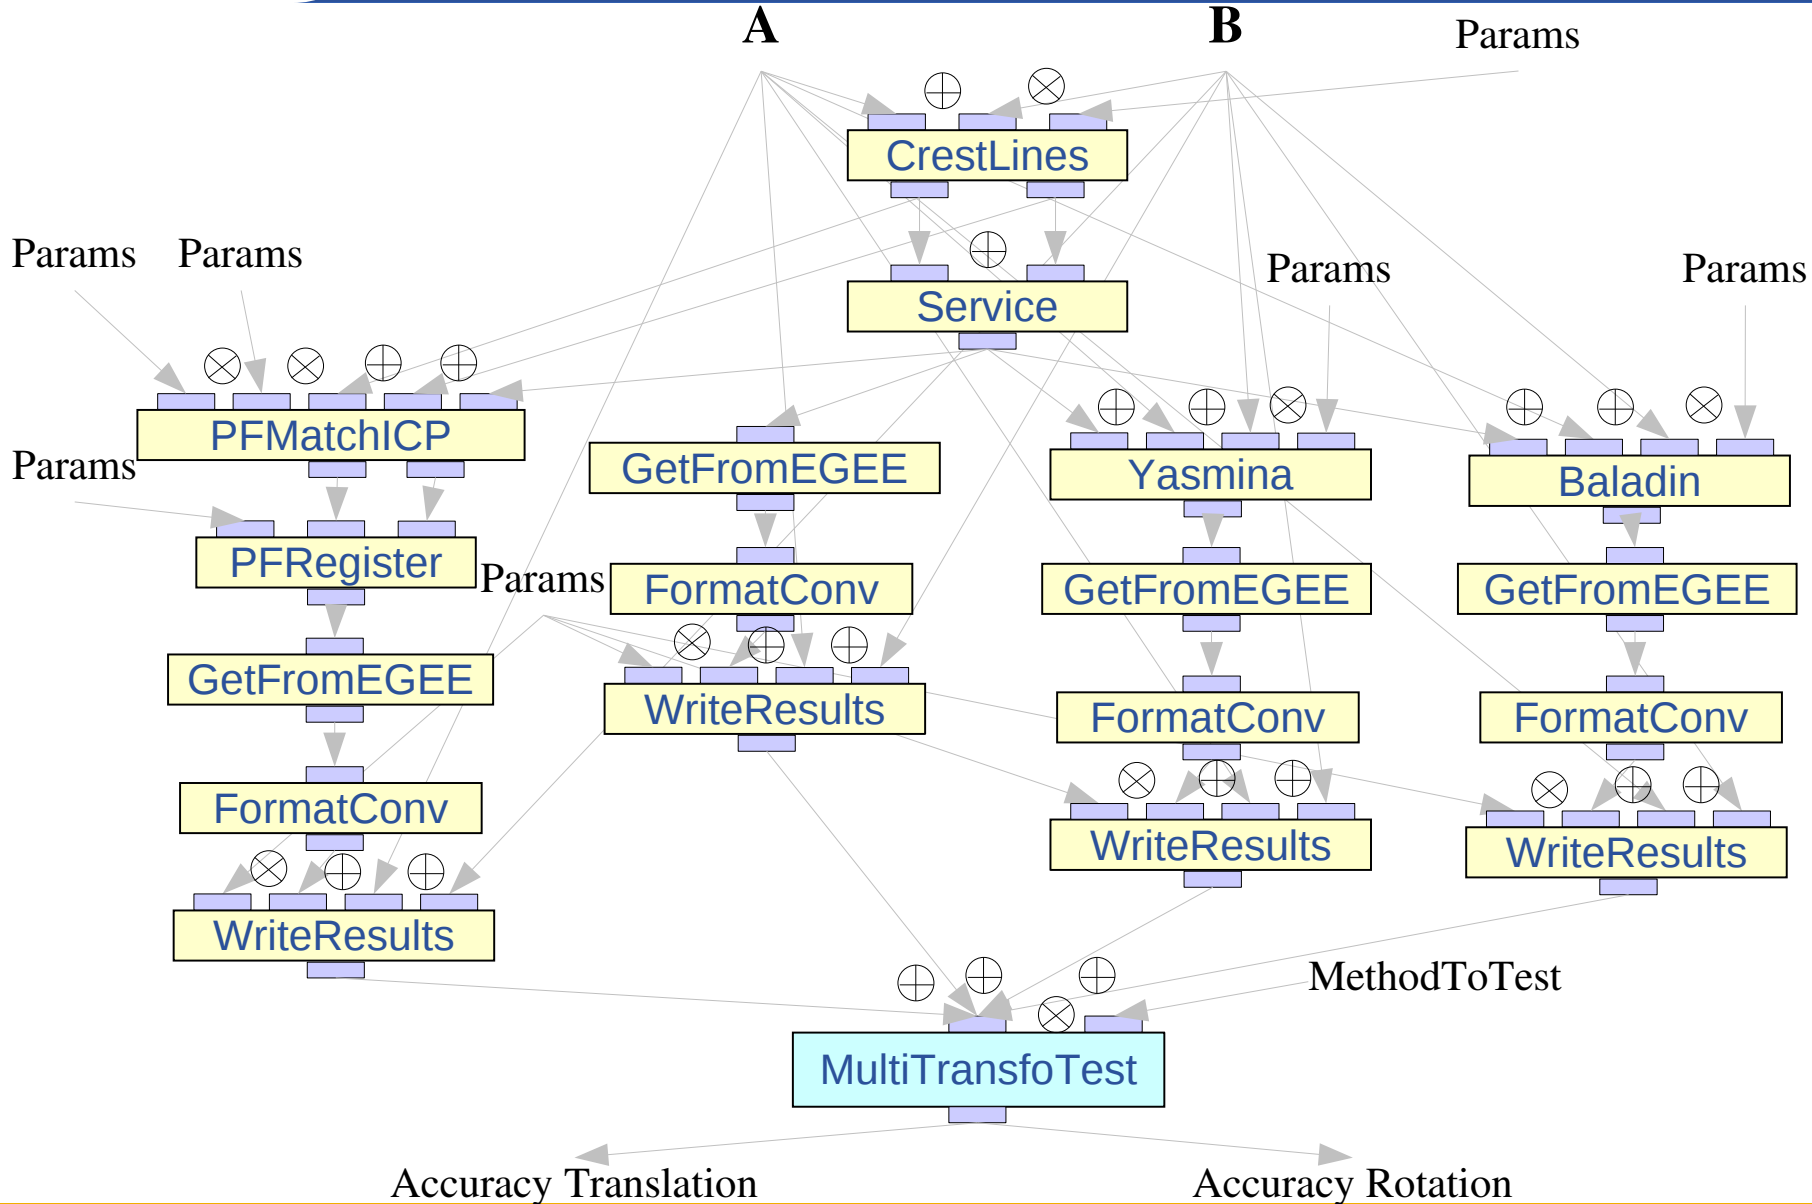 A
B
Params
CrestLines
Params
Params
Params
Params
Service
PFMatchICP
GetFromEGEE
Yasmina
Baladin
Params
PFRegister
Params
FormatConv
GetFromEGEE
GetFromEGEE
GetFromEGEE
WriteResults
FormatConv
FormatConv
FormatConv
WriteResults
WriteResults
WriteResults
MethodToTest
MultiTransfoTest
Accuracy Translation
Accuracy Rotation